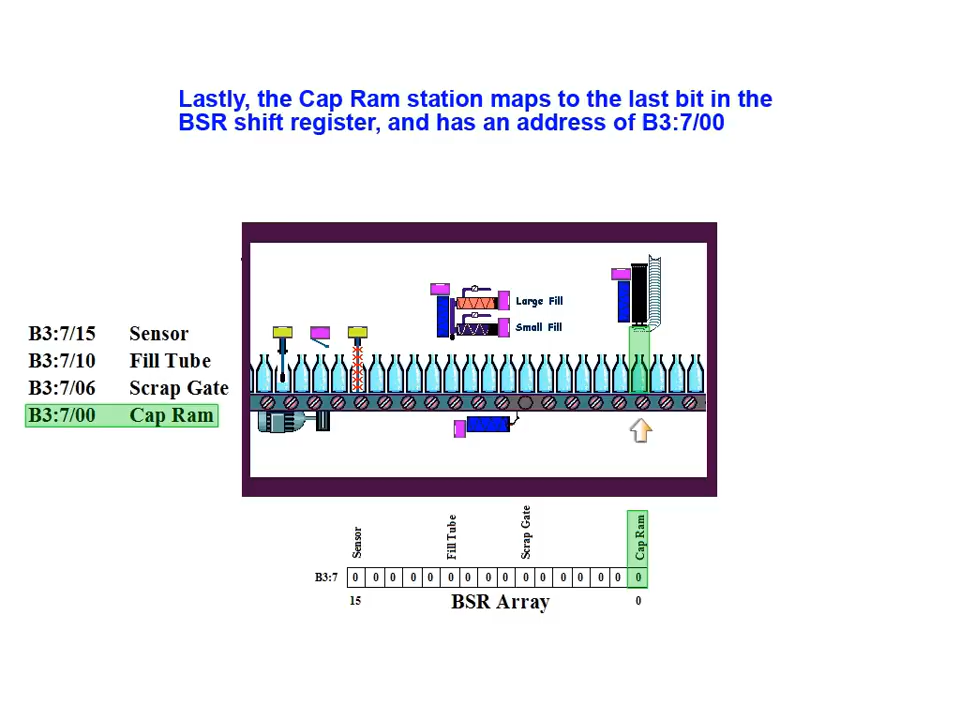 Lastly, the Cap Ram station maps to the last bit in the
BSR shift register, and has an address of B3:7/00
Large Fill
Small Fill
B3:7/15 Sensor
B3:7/10 Fill Tube
B3:7/06 Scrap Gate
B3:7/00 Cap Ram
Sensor
Fill Tube
Scrap Gate
Cap Ram
B3:7 0 0 0 0 0 0 0 0 0 0 0 0 0 0 0 0
15 BSR Array 0